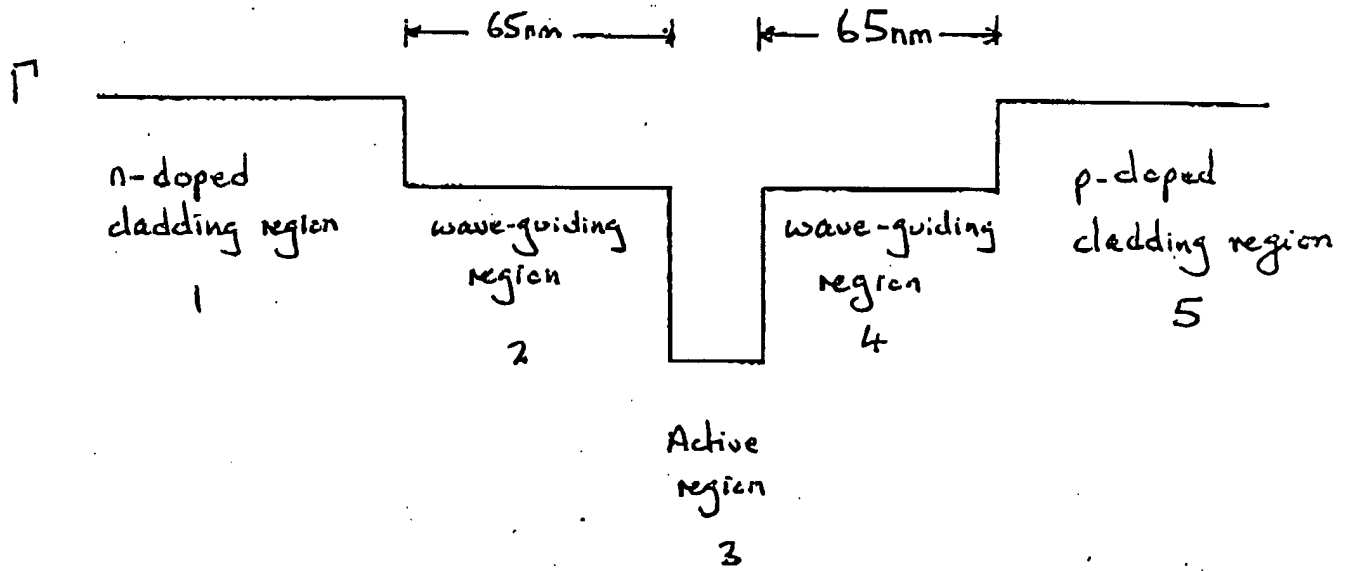 65nm
65nm
Γ
n-doped
cladding region
1
wave-guiding
region
2
Active
region
3
wave-guiding
region
4
p-doped
cladding region
5